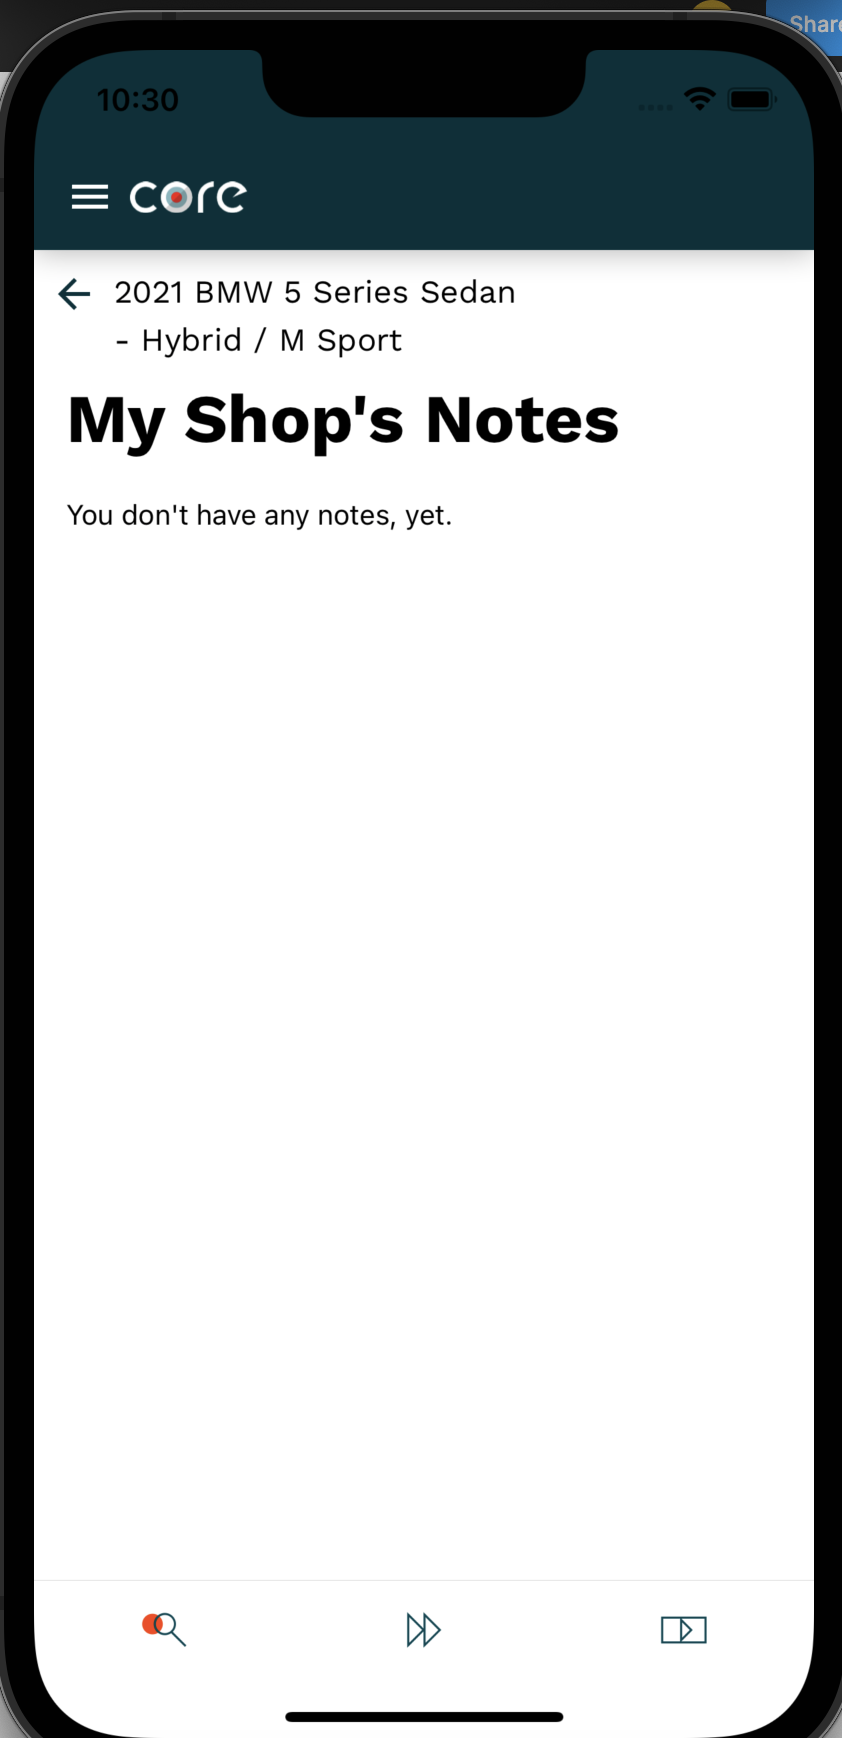 Share
10:30
core
2021 BMW 5 Series Sedan
- Hybrid / M Sport
My Shop's Notes
You don't have any notes, yet.